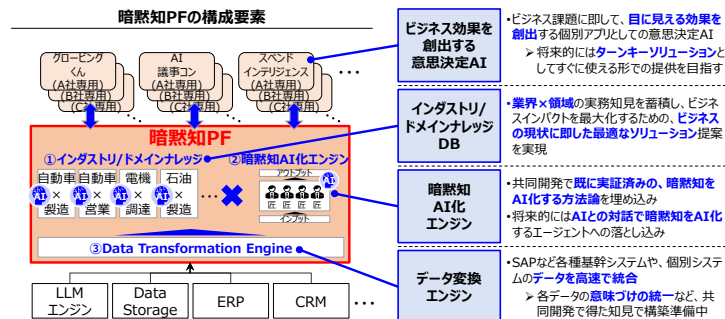 暗黙知PFの構成要素
グロービング
くん
(A社専用)
(B社専用)
(C社専用)
AI
議事コン
(A社専用)
(B社専用)
(C社専用)
スペンド
インテリジェンス
(A社専用)
(B社専用)
(C社専用)
・・・
暗黙知PF
①インダストリ/ドメインナレッジ
②暗黙知AI化エンジン
自動車
×
製造
AI
自動車
×
営業
AI
電機
×
調達
AI
石油
×
製造
AI
・・・
アウトプット
AI
匠 匠 匠 匠
インプット
③Data Transformation Engine
LLM
エンジン
Data
Storage
ERP
CRM
・・・
ビジネス効果を
創出する
意思決定AI
•ビジネス課題に即して、目に見える効果を
創出する個別アプリとしての意思決定AI
➢ 将来的にはターンキーソリューションと
してすぐに使える形での提供を目指す
インダストリ/
ドメインナレッジ
DB
•業界×領域の実務知見を蓄積し、ビジネ
スインパクトを最大化するための、ビジネス
の現状に即した最適なソリューション提案
を実現
暗黙知
AI化
エンジン
•共同開発で既に実証済みの、暗黙知を
AI化する方法論を埋め込み
•将来的にはAIとの対話で暗黙知をAI化
するエージェントへの落とし込み
データ変換
エンジン
•SAPなど各種基幹システムや、個別システ
ムのデータを高速で統合
➢ 各データの意味づけの統一など、共
同開発で得た知見で構築準備中